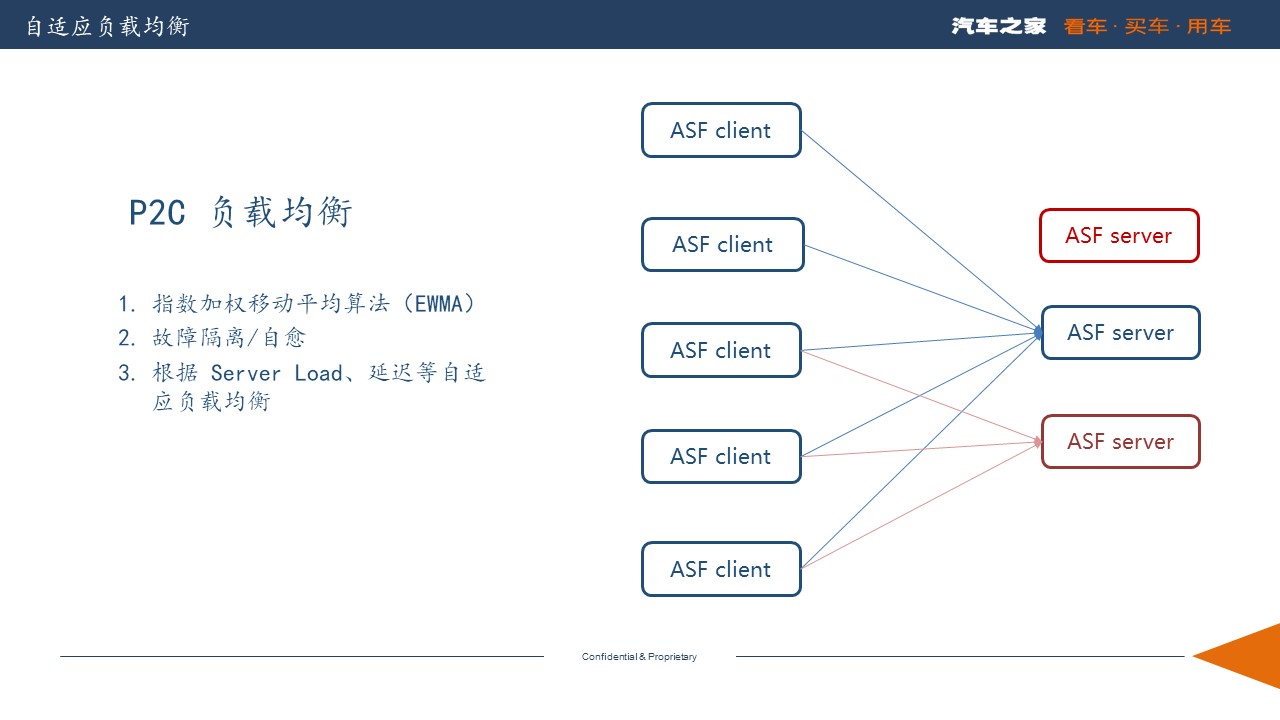 自适应负载均衡
汽车之家 看车·买车·用车
P2C 负载均衡
1. 指数加权移动平均算法（EWMA）
2. 故障隔离/自愈
3. 根据 Server Load、延迟等自适
应负载均衡
ASF client
ASF client
ASF client
ASF client
ASF client
ASF server
ASF server
ASF server
Confidential & Proprietary